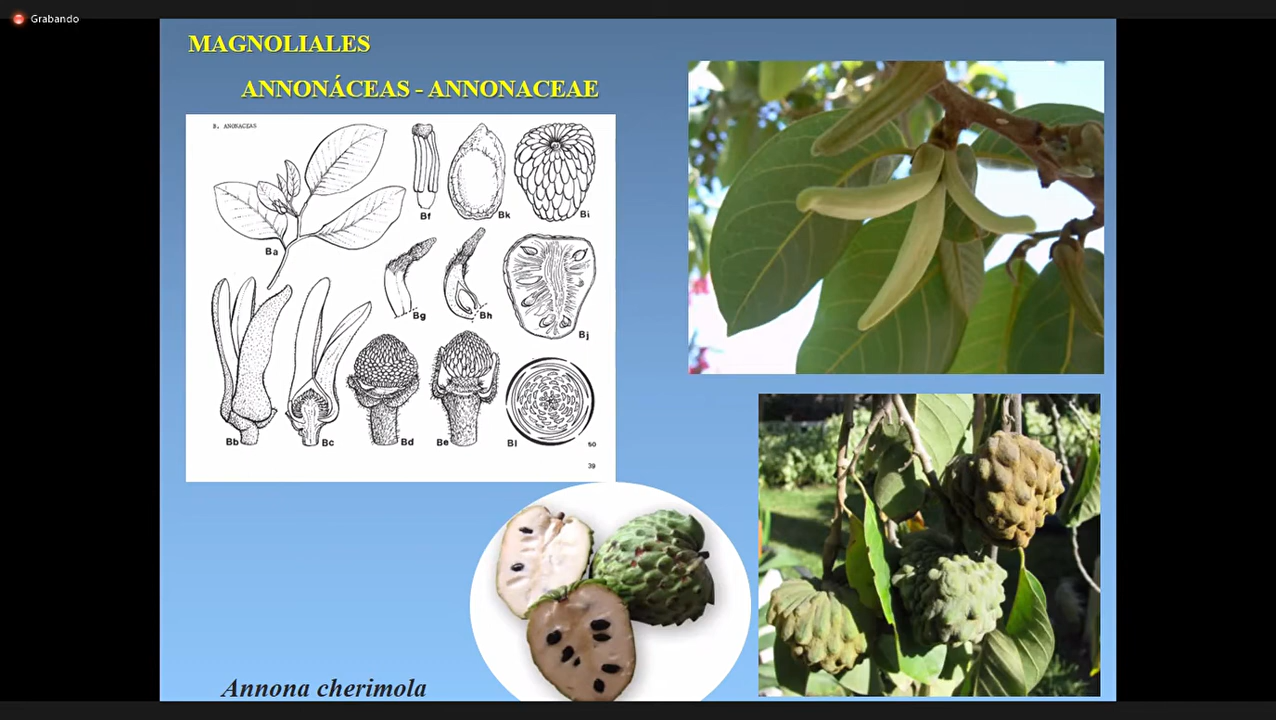 Grabando
MAGNOLIALES
ANNONÁCEAS - ANNONACEAE
B. ANONACEAS
Ba
Bf
Bk
Bi
Bg
Bh
Bj
Bb
Bc
Bd
Be
Bl
50
39
Annona cherimola